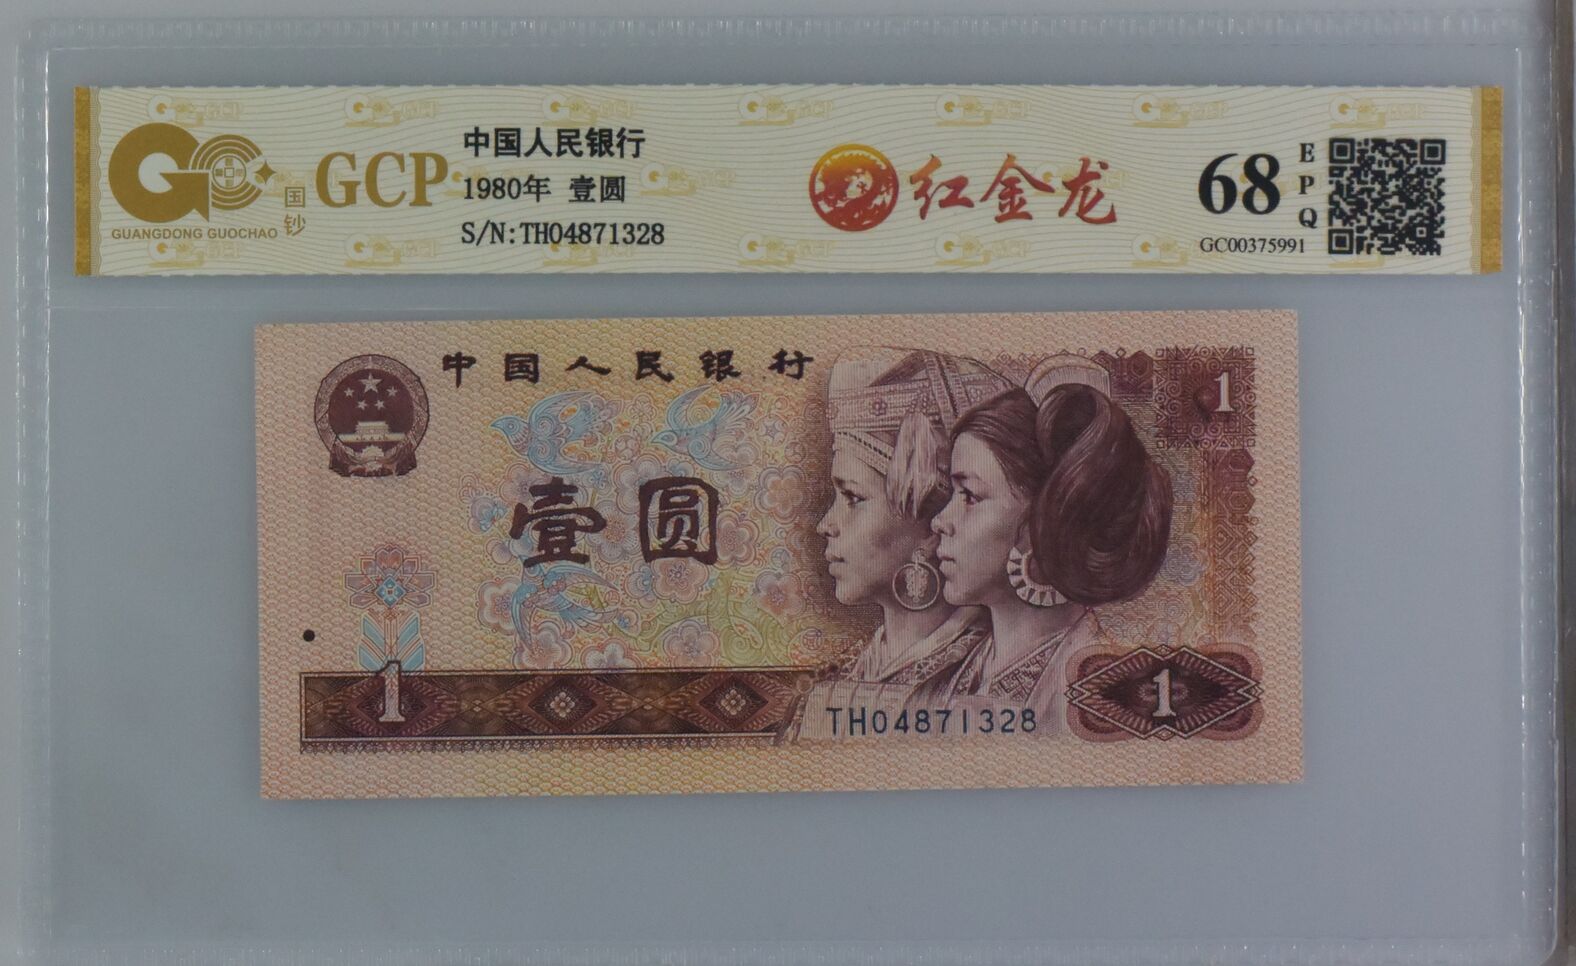 国钞
GUANGDONG GUOCHAO
GCP
中国人民银行
1980年 壹圆
S/N:TH04871328
红金龙
68
EPQ
GC00375991
中国人民银行
1
壹圆
1
TH04871328
1